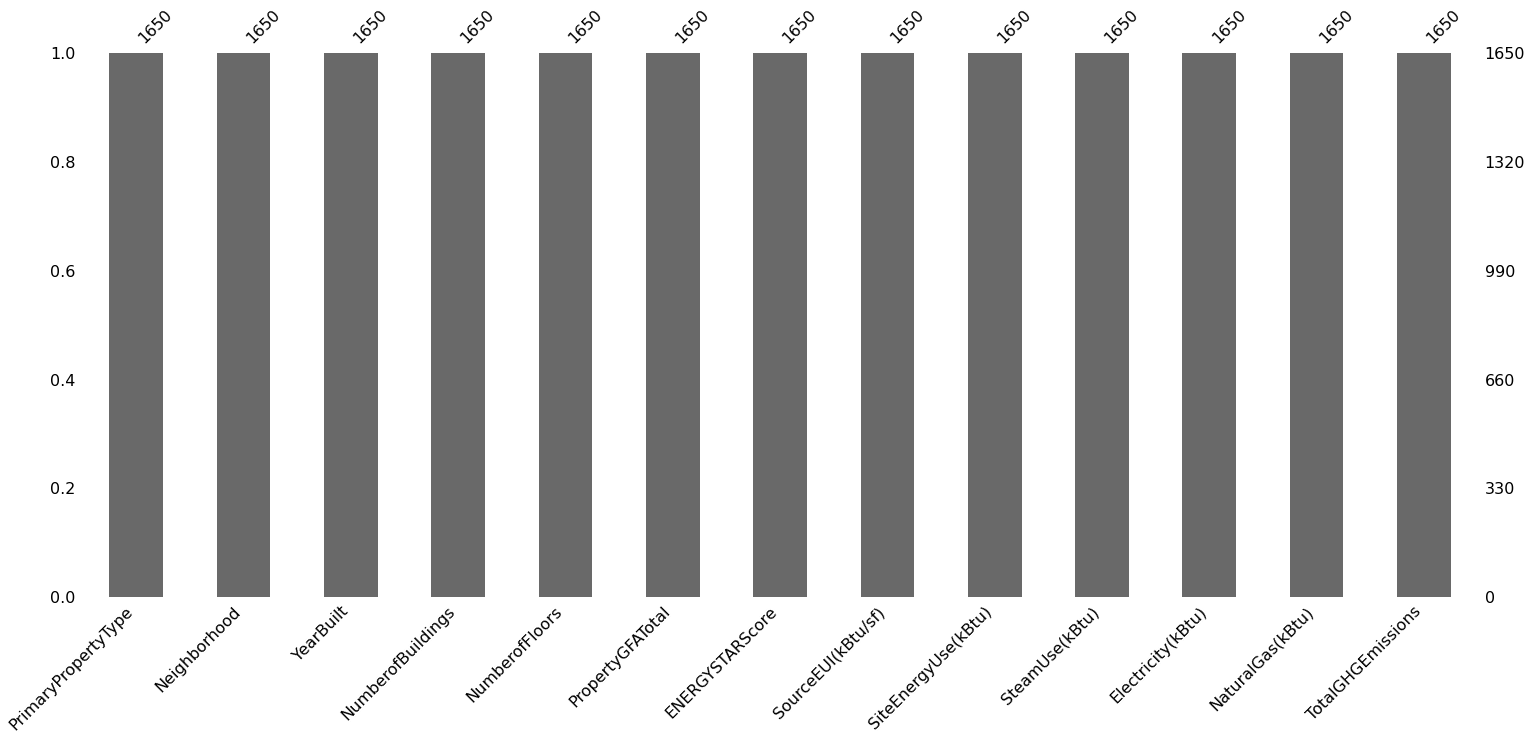 1650 1650 1650 1650 1650 1650 1650 1650 1650 1650 1650 1650 1650
1.0 1650
0.8 1320
0.6 990
0.4 660
0.2 330
0.0 0
PrimaryPropertyType
Neighborhood
YearBuilt
NumberofBuildings
NumberofFloors
PropertyGFATotal
ENERGYSTARScore
SourceEUI(kBtu/sf)
SiteEnergyUse(kBtu)
SteamUse(kBtu)
Electricity(kBtu)
NaturalGas(kBtu)
TotalGHGEmissions